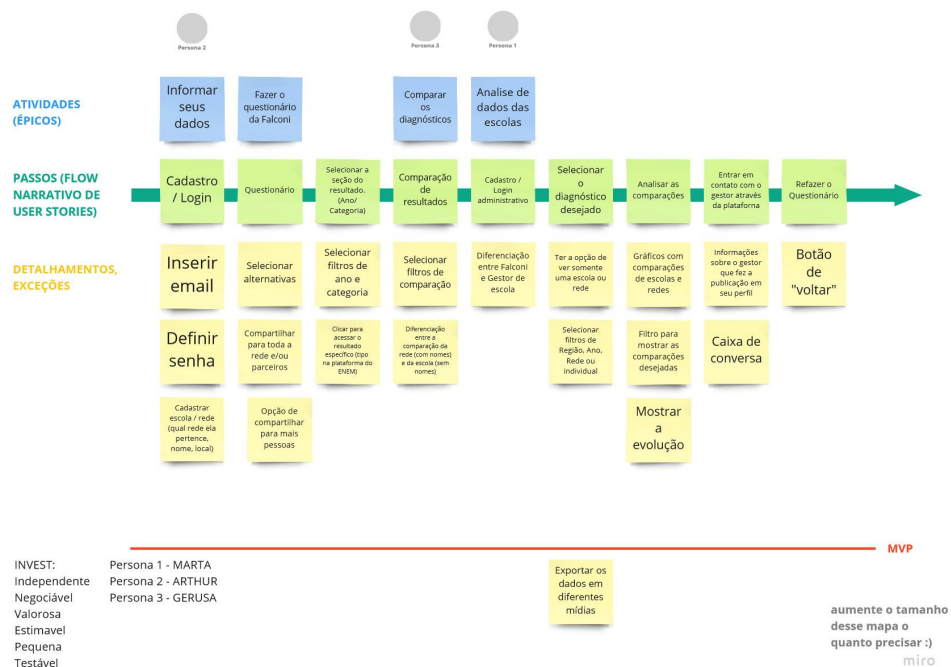 Persona 2
Persona 3
Persona 1
ATIVIDADES
(ÉPICOS)
Informar
seus
dados
Fazer o
questionário
da Falconi
Comparar
os
diagnósticos
Analise de
dados das
escolas
PASSOS (FLOW
NARRATIVO DE
USER STORIES)
Cadastro
/ Login
Questionário
Selecionar a
seção do
resultado.
(Ano/
Categoria)
Comparação
de
resultados
Cadastro /
Login
administrativo
Selecionar
o
diagnóstico
desejado
Analisar as
comparações
Entrar em
contato com o
gestor através
da plataforna
Refazer o
Questionário
DETALHAMENTOS,
EXCEÇÕES
Inserir
email
Selecionar
alternativas
Selecionar
filtros de
ano e
categoria
Selecionar
filtros de
comparação
Diferenciação
entre Falconi
e Gestor de
escola
Ter a opção de
ver somente
uma escola ou
rede
Gráficos com
comparações
de escolas e
redes
Informações
sobre o gestor
que fez a
publicação em
seu perfil
Botão
de
"voltar"
Definir
senha
Compartilhar
para toda a
rede e/ou
parceiros
Clicar para
acessar o
resultado
específico (tipo
na plataforma do
ENEM)
Diferenciação
entre a
comparação da
rede (com nomes)
e da escola (sem
nomes)
Selecionar
filtros de
Região, Ano,
Rede ou
individual
Filtro para
mostrar as
comparações
desejadas
Caixa de
conversa
Cadastrar
escola / rede
(qual rede ela
pertence,
nome, local)
Opção de
compartilhar
para mais
pessoas
Mostrar
a
evolução
MVP
INVEST:
Independente
Negociável
Valorosa
Estimavel
Pequena
Testável
Persona 1 - MARTA
Persona 2 - ARTHUR
Persona 3 - GERUSA
Exportar os
dados em
diferentes
mídias
aumente o tamanho
desse mapa o
quanto precisar :)
miro